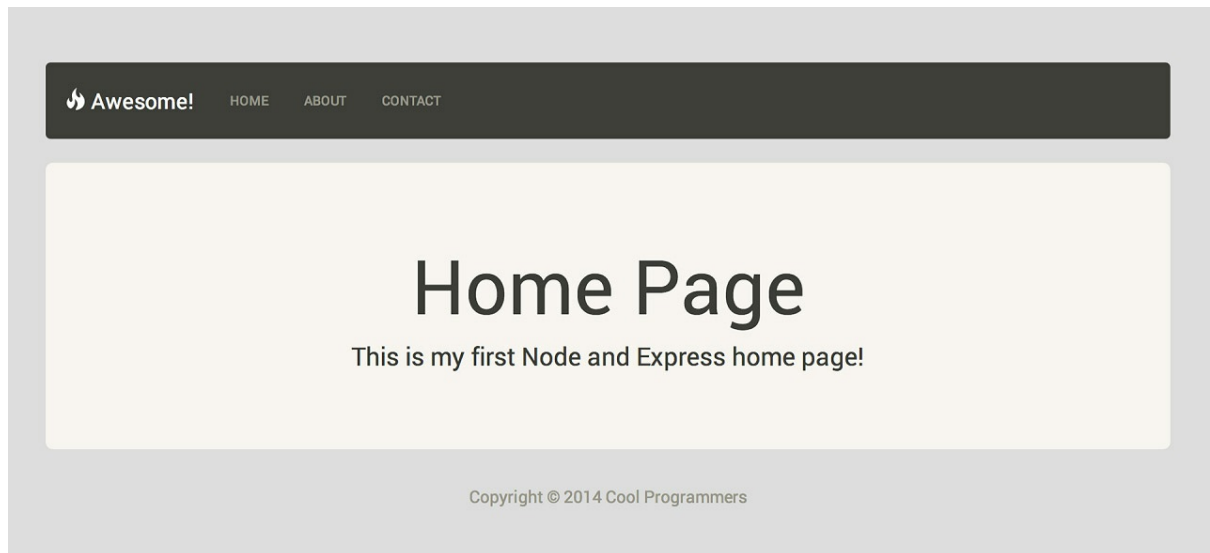 Awesome! HOME ABOUT CONTACT
Home Page
This is my first Node and Express home page!
Copyright © 2014 Cool Programmers